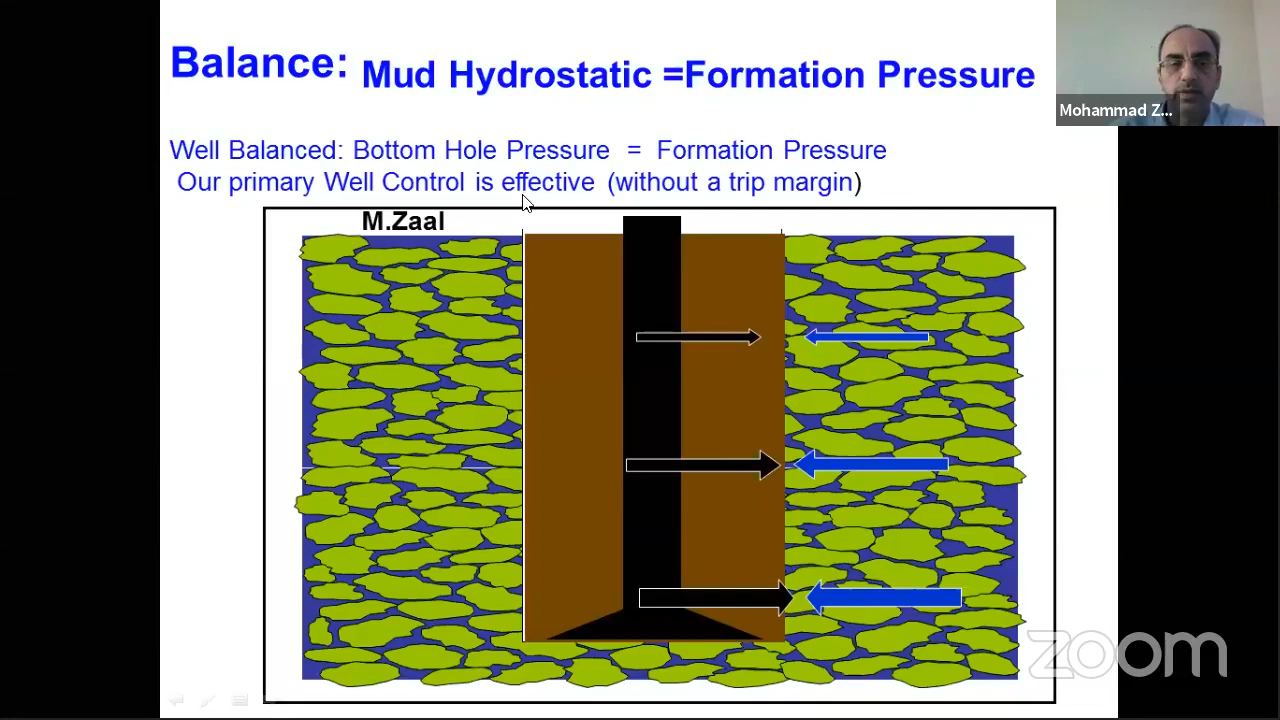 Balance: Mud Hydrostatic =Formation Pressure
Mohammad Z...
Well Balanced: Bottom Hole Pressure = Formation Pressure
Our primary Well Control is effective (without a trip margin)
M.Zaal
zoom